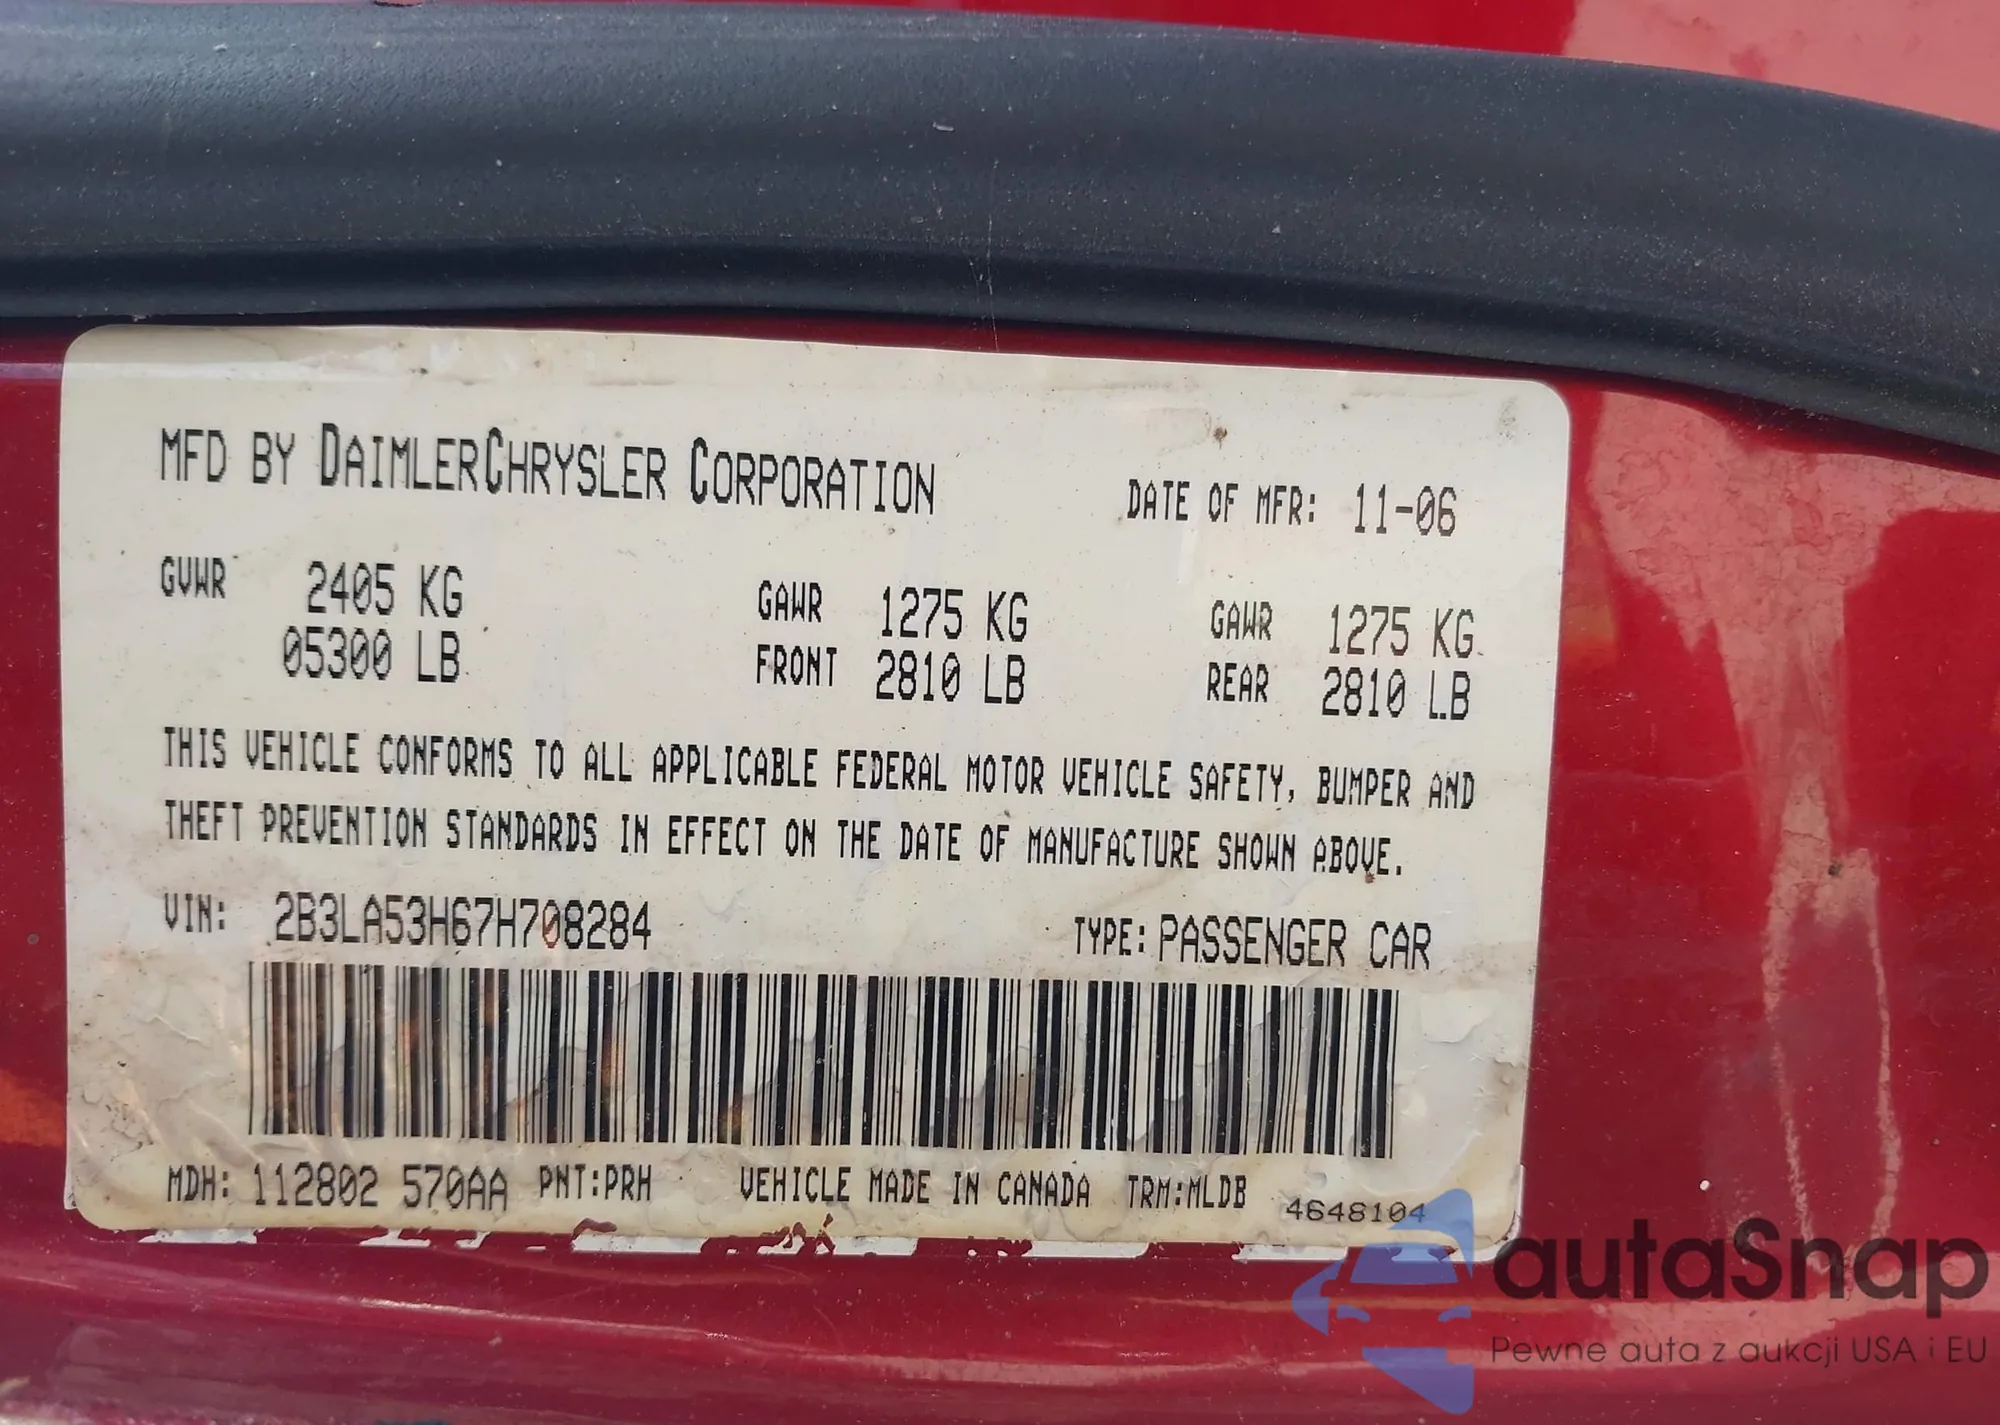 MFD BY DAIMLERCHRYSLER CORPORATION DATE OF MFR: 11-06
GVWR 2405 KG GAWR 1275 KG GAWR 1275 KG
05300 LB FRONT 2810 LB REAR 2810 LB
THIS VEHICLE CONFORMS TO ALL APPLICABLE FEDERAL MOTOR VEHICLE SAFETY, BUMPER AND
THEFT PREVENTION STANDARDS IN EFFECT ON THE DATE OF MANUFACTURE SHOWN ABOVE.
VIN: 2B3LA53H67H708284 TYPE: PASSENGER CAR
MDH: 112802 570AA PNT:PRH VEHICLE MADE IN CANADA TRM:MLDB 4648104
autaSnap
Pewne auta z aukcji USA i EU